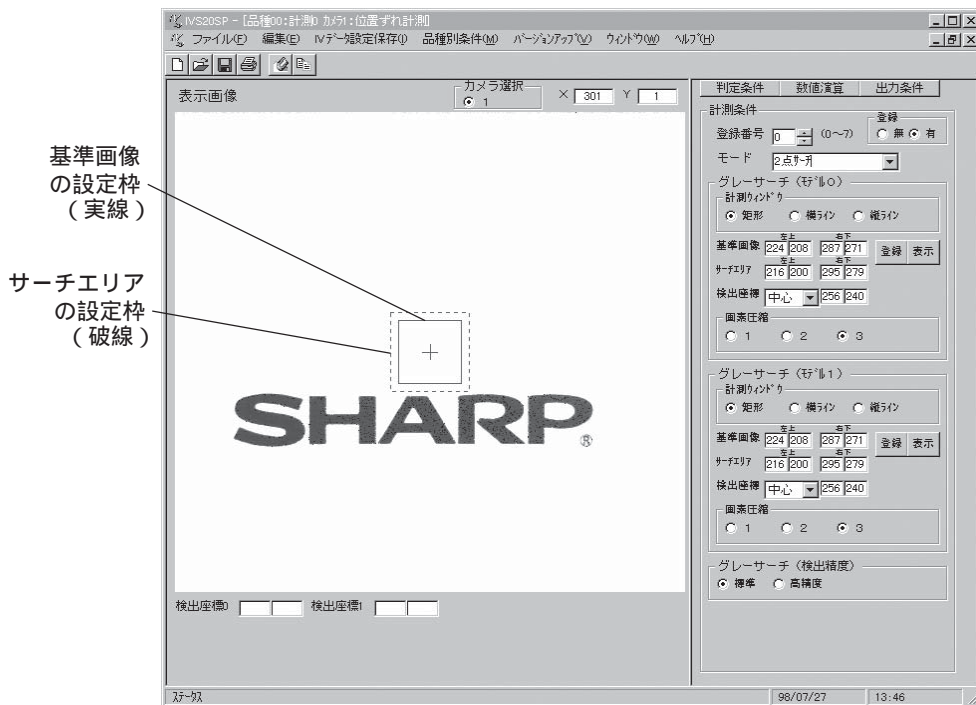 IVS20SP - [品種00:計測0 カメラ1:位置ずれ計測]
ファイル(F) 編集(E) IVデータ設定保存(I) 品種別条件(M) バージョンアップ(V) ウィンドウ(W) ヘルプ(H)
表示画像
カメラ選択
1
X 301 Y 1
基準画像
の設定枠
(実線)
サーチエリア
の設定枠
(破線)
SHARP®
検出座標0 検出座標1
判定条件 数値演算 出力条件
計測条件
登録番号 0 (0～7)
登録
無 有
モード 2点サーチ
グレーサーチ (モデル0)
計測ウィンドウ
矩形 横ライン 縦ライン
左上 右下
基準画像 224 208 287 271 登録 表示
左上 右下
サーチエリア 216 200 295 279
検出座標 中心 256 240
画素圧縮
1 2 3
グレーサーチ (モデル1)
計測ウィンドウ
矩形 横ライン 縦ライン
左上 右下
基準画像 224 208 287 271 登録 表示
左上 右下
サーチエリア 216 200 295 279
検出座標 中心 256 240
画素圧縮
1 2 3
グレーサーチ (検出精度)
標準 高精度
ステータス 98/07/27 13:46